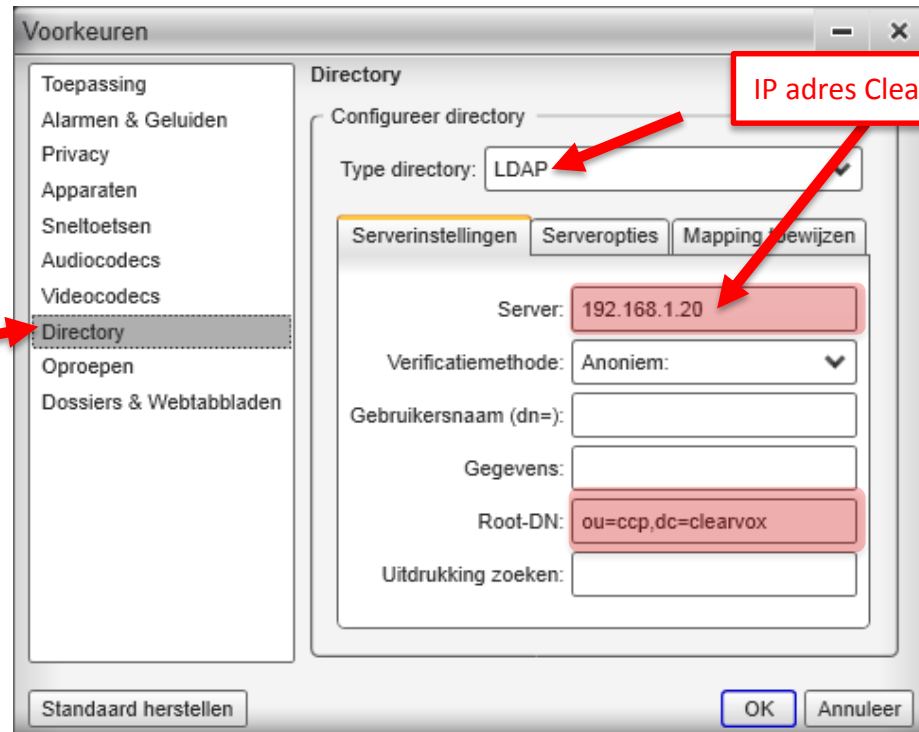 Voorkeuren
Toepassing
Alarmen & Geluiden
Privacy
Apparaten
Sneltoetsen
Audiocodecs
Videocodecs
Directory
Oproepen
Dossiers & Webtabbladen
Directory
IP adres Clea
Configureer directory
Type directory: LDAP
Serverinstellingen Serveropties Mapping toewijzen
Server: 192.168.1.20
Verificatiemethode: Anoniem:
Gebruikersnaam (dn=):
Gegevens:
Root-DN: ou=ccp,dc=clearvox
Uitdrukking zoeken:
Standaard herstellen
OK Annuleer